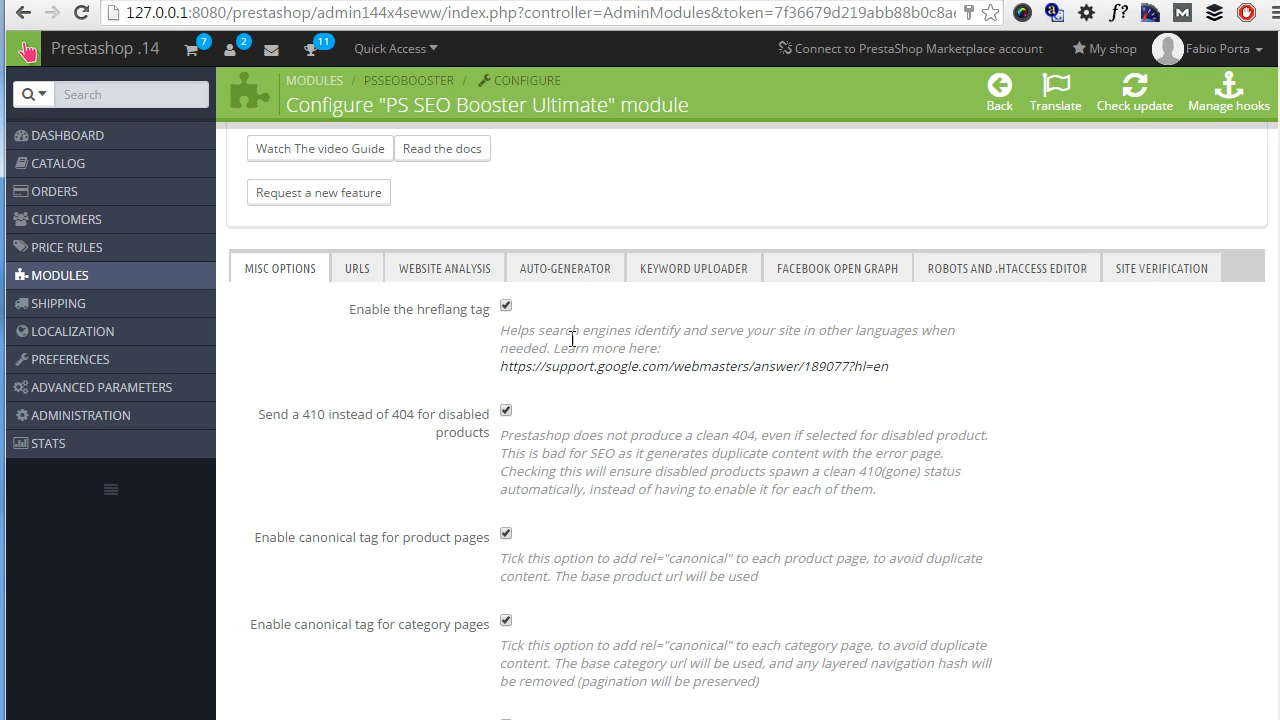 127.0.0.1:8080/prestashop/admin144x4seww/index.php?controller=AdminModules&token=7f36679d219abb88b0c8a
Prestashop .14
7
2
11
Quick Access
Connect to PrestaShop Marketplace account
My shop
Fabio Porta
Search
MODULES / PSSEOBOOSTER / CONFIGURE
Configure "PS SEO Booster Ultimate" module
Back
Translate
Check update
Manage hooks
DASHBOARD
CATALOG
ORDERS
CUSTOMERS
PRICE RULES
MODULES
SHIPPING
LOCALIZATION
PREFERENCES
ADVANCED PARAMETERS
ADMINISTRATION
STATS
Watch The video Guide
Read the docs
Request a new feature
MISC OPTIONS
URLS
WEBSITE ANALYSIS
AUTO-GENERATOR
KEYWORD UPLOADER
FACEBOOK OPEN GRAPH
ROBOTS AND .HTACCESS EDITOR
SITE VERIFICATION
Enable the hreflang tag
Helps search engines identify and serve your site in other languages when
needed. Learn more here:
https://support.google.com/webmasters/answer/189077?hl=en
Send a 410 instead of 404 for disabled
products
Prestashop does not produce a clean 404, even if selected for disabled product.
This is bad for SEO as it generates duplicate content with the error page.
Checking this will ensure disabled products spawn a clean 410(gone) status
automatically, instead of having to enable it for each of them.
Enable canonical tag for product pages
Tick this option to add rel="canonical" to each product page, to avoid duplicate
content. The base product url will be used
Enable canonical tag for category pages
Tick this option to add rel="canonical" to each category page, to avoid duplicate
content. The base category url will be used, and any layered navigation hash will
be removed (pagination will be preserved)